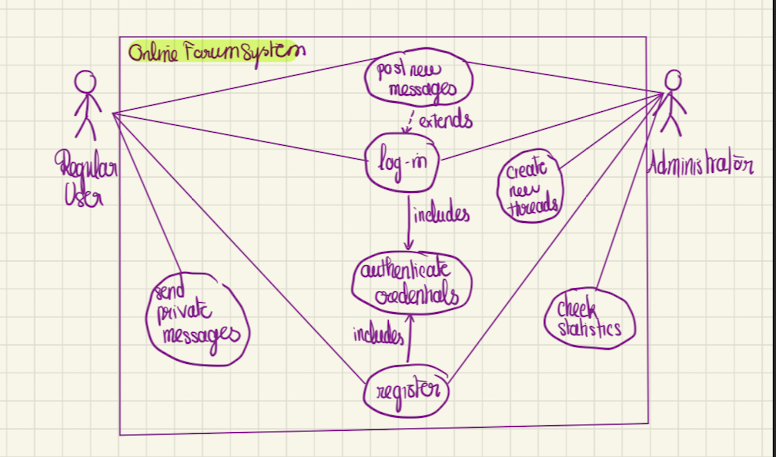 Online Forum System
post new
messages
extends
Regular
User
log-in
create
new
threads
Administrator
includes
authenticate
credentials
send
private
messages
check
statistics
includes
register